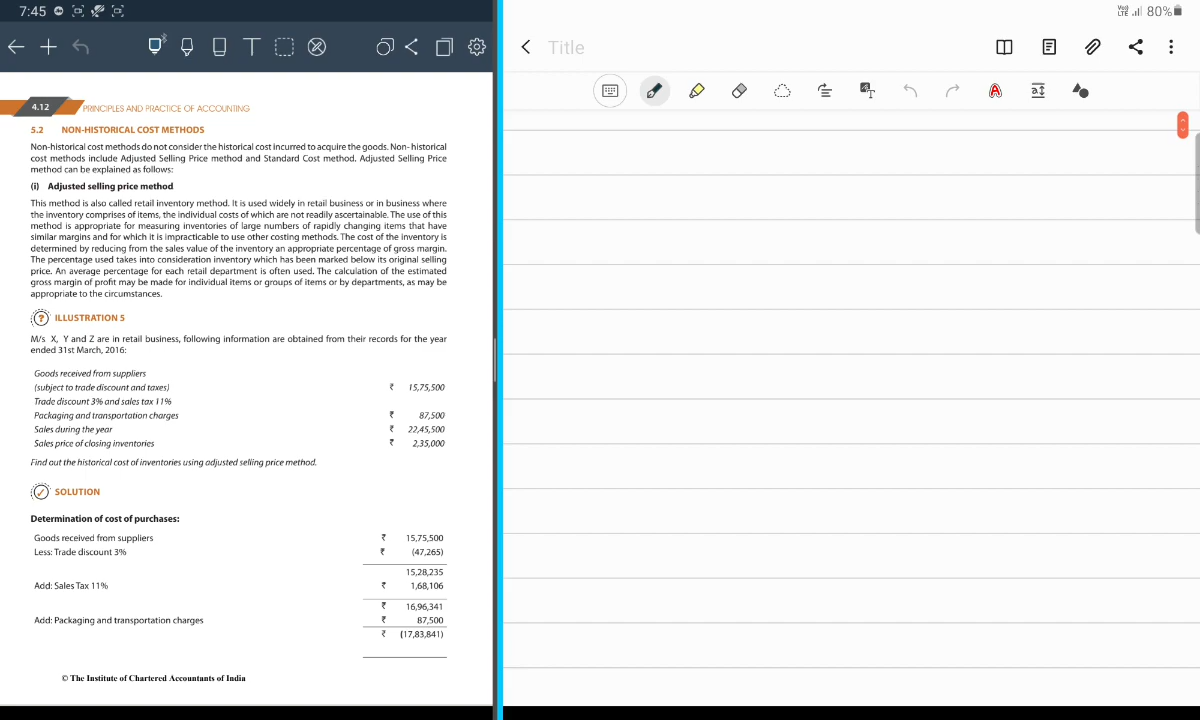 7:45
Vo) LTE 80%
Title
4.12 PRINCIPLES AND PRACTICE OF ACCOUNTING
5.2 NON-HISTORICAL COST METHODS
Non-historical cost methods do not consider the historical cost incurred to acquire the goods. Non- historical
cost methods include Adjusted Selling Price method and Standard Cost method. Adjusted Selling Price
method can be explained as follows:
(i) Adjusted selling price method
This method is also called retail inventory method. It is used widely in retail business or in business where
the inventory comprises of items, the individual costs of which are not readily ascertainable. The use of this
method is appropriate for measuring inventories of large numbers of rapidly changing items that have
similar margins and for which it is impracticable to use other costing methods. The cost of the inventory is
determined by reducing from the sales value of the inventory an appropriate percentage of gross margin.
The percentage used takes into consideration inventory which has been marked below its original selling
price. An average percentage for each retail department is often used. The calculation of the estimated
gross margin of profit may be made for individual items or groups of items or by departments, as may be
appropriate to the circumstances.
? ILLUSTRATION 5
M/s X, Y and Z are in retail business, following information are obtained from their records for the year
ended 31st March, 2016:
Goods received from suppliers
(subject to trade discount and taxes) ₹ 15,75,500
Trade discount 3% and sales tax 11%
Packaging and transportation charges ₹ 87,500
Sales during the year ₹ 22,45,500
Sales price of closing inventories ₹ 2,35,000
Find out the historical cost of inventories using adjusted selling price method.
SOLUTION
Determination of cost of purchases:
Goods received from suppliers ₹ 15,75,500
Less: Trade discount 3% ₹ (47,265)
15,28,235
Add: Sales Tax 11% ₹ 1,68,106
₹ 16,96,341
Add: Packaging and transportation charges ₹ 87,500
₹ (17,83,841)
© The Institute of Chartered Accountants of India